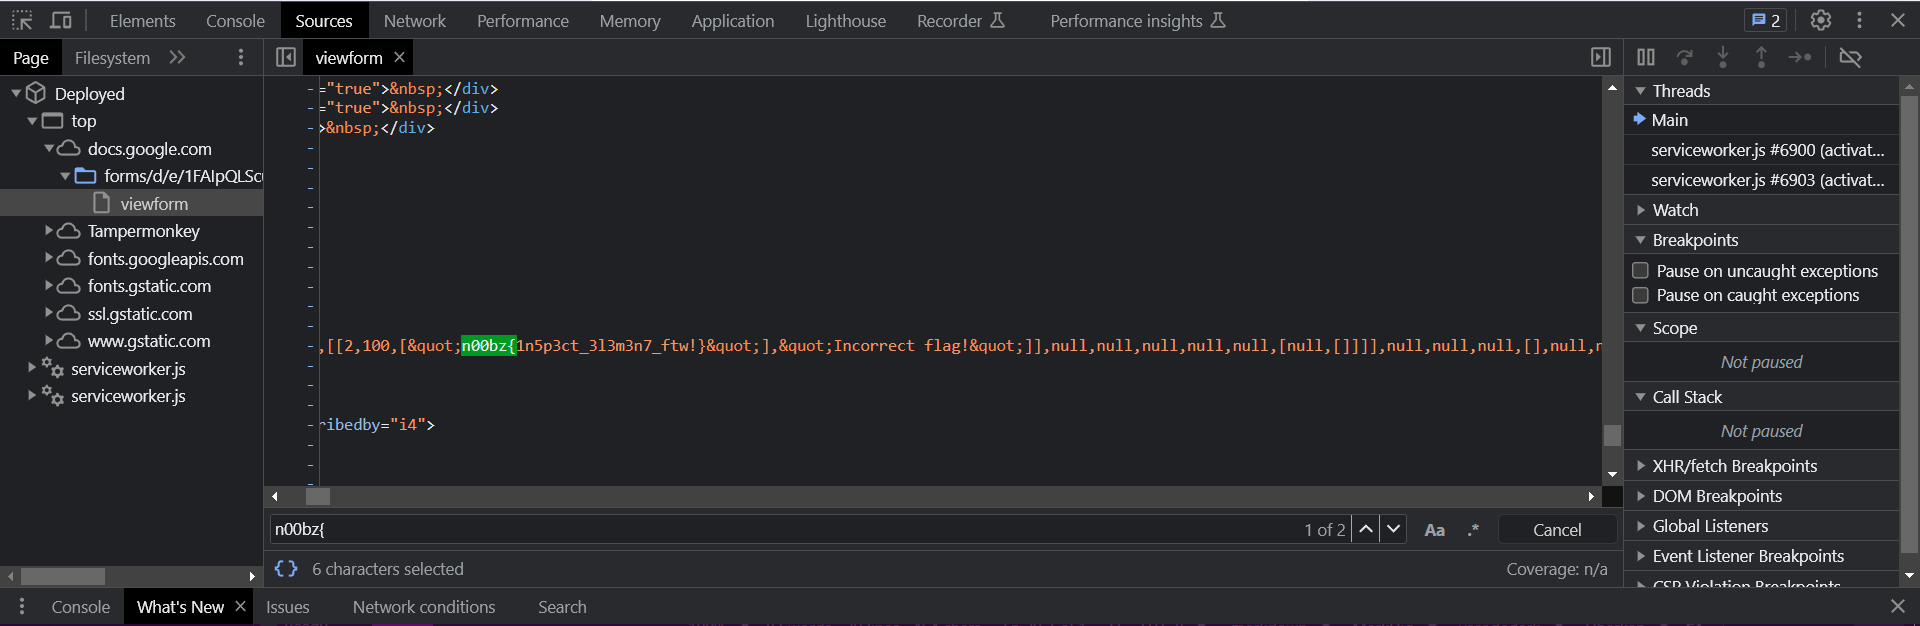 Elements Console Sources Network Performance Memory Application Lighthouse Recorder Performance insights 2
Page Filesystem
viewform
Deployed
top
docs.google.com
forms/d/e/1FAIpQLSc
viewform
Tampermonkey
fonts.googleapis.com
fonts.gstatic.com
ssl.gstatic.com
www.gstatic.com
serviceworker.js
serviceworker.js
="true">&nbsp;</div>
="true">&nbsp;</div>
>&nbsp;</div>
,[[2,100,[&quot;n00bz{1n5p3ct_3l3m3n7_ftw!}&quot;],&quot;Incorrect flag!&quot;]],null,null,null,null,null,[null,[]]]],null,null,null,[],null,n
ribedby="i4">
n00bz{ 1 of 2 Aa .* Cancel
{} 6 characters selected Coverage: n/a
Threads
Main
serviceworker.js #6900 (activat...
serviceworker.js #6903 (activat...
Watch
Breakpoints
Pause on uncaught exceptions
Pause on caught exceptions
Scope
Not paused
Call Stack
Not paused
XHR/fetch Breakpoints
DOM Breakpoints
Global Listeners
Event Listener Breakpoints
CSP Violation Breakpoints
Console What's New Issues Network conditions Search